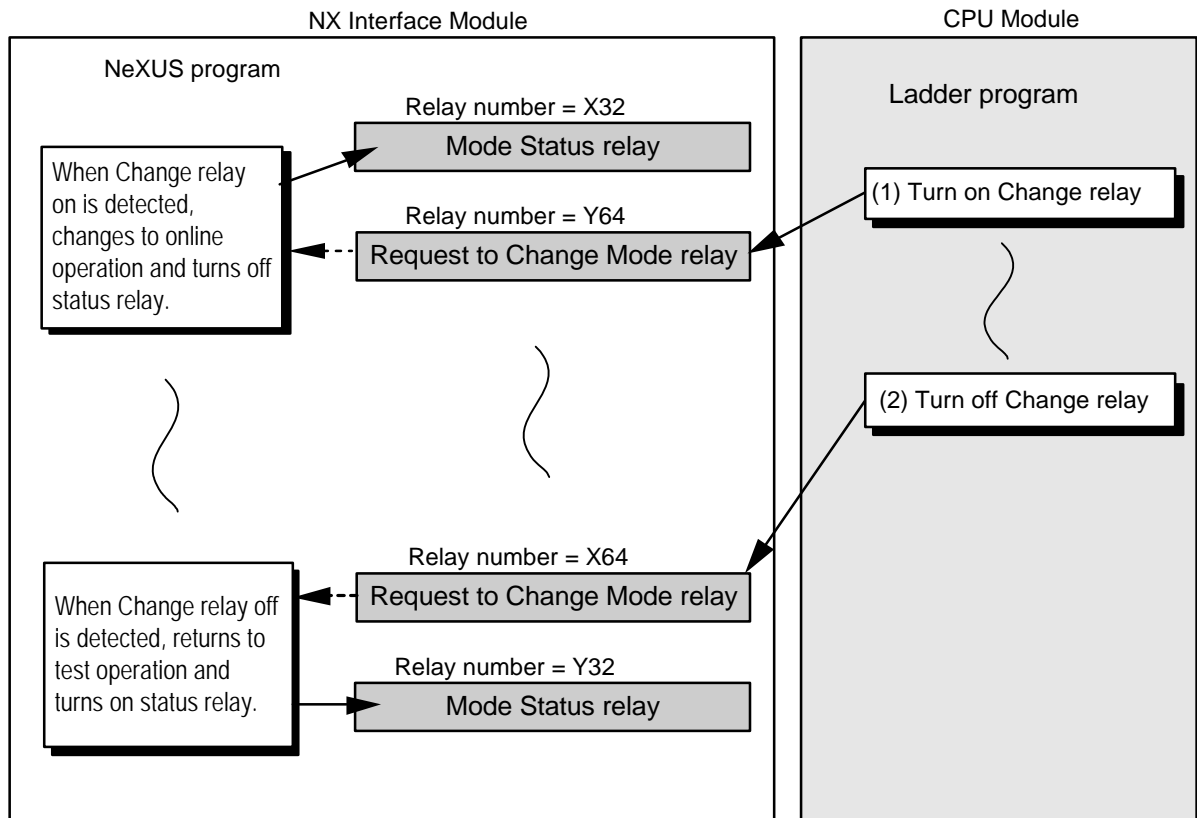 NX Interface Module
CPU Module
NeXUS program
Ladder program
Relay number = X32
Mode Status relay
When Change relay
on is detected,
changes to online
operation and turns off
status relay.
(1) Turn on Change relay
Relay number = Y64
Request to Change Mode relay
(2) Turn off Change relay
Relay number = X64
Request to Change Mode relay
When Change relay off
is detected, returns to
test operation and
turns on status relay.
Relay number = Y32
Mode Status relay